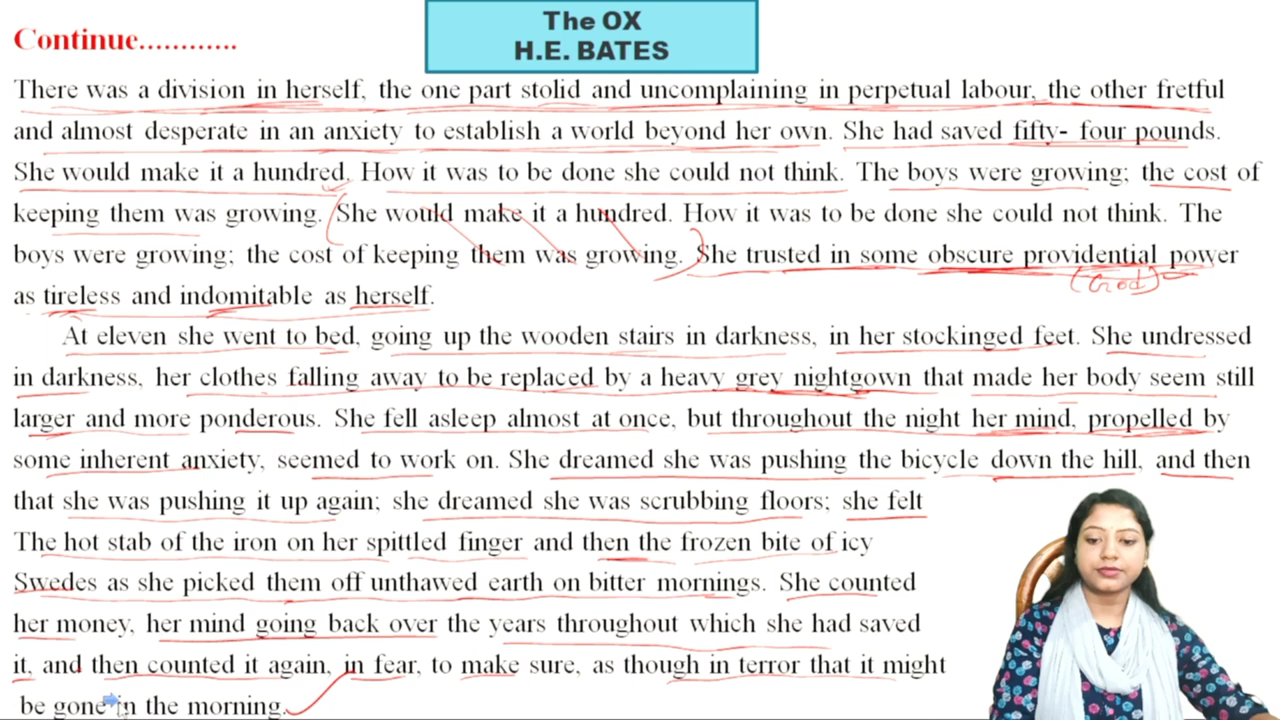 The OX
H.E. BATES
Continue............
There was a division in herself, the one part stolid and uncomplaining in perpetual labour, the other fretful
and almost desperate in an anxiety to establish a world beyond her own. She had saved fifty- four pounds.
She would make it a hundred. How it was to be done she could not think. The boys were growing; the cost of
keeping them was growing. She would make it a hundred. How it was to be done she could not think. The
boys were growing; the cost of keeping them was growing. She trusted in some obscure providential power
(God)
as tireless and indomitable as herself.
At eleven she went to bed, going up the wooden stairs in darkness, in her stockinged feet. She undressed
in darkness, her clothes falling away to be replaced by a heavy grey nightgown that made her body seem still
larger and more ponderous. She fell asleep almost at once, but throughout the night her mind, propelled by
some inherent anxiety, seemed to work on. She dreamed she was pushing the bicycle down the hill, and then
that she was pushing it up again; she dreamed she was scrubbing floors; she felt
The hot stab of the iron on her spittled finger and then the frozen bite of icy
Swedes as she picked them off unthawed earth on bitter mornings. She counted
her money, her mind going back over the years throughout which she had saved
it, and then counted it again, in fear, to make sure, as though in terror that it might
be gone in the morning.